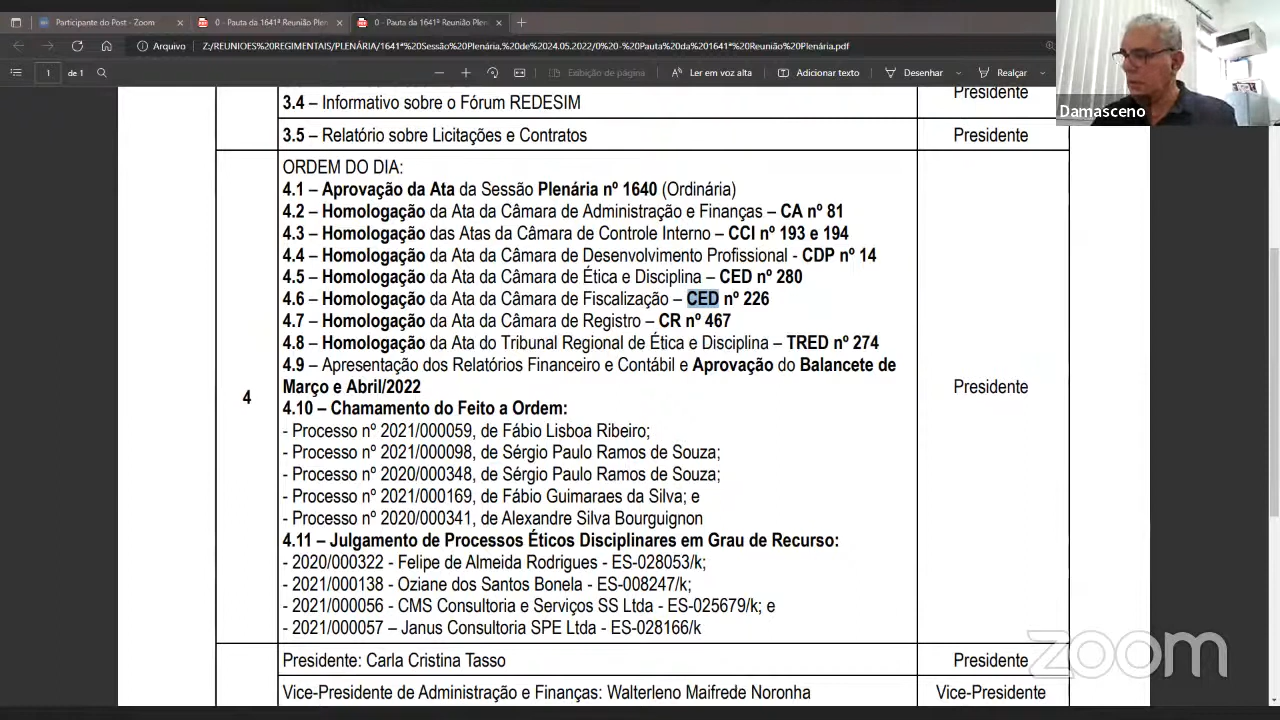 Participante do Post - Zoom
0 - Pauta da 1641ª Reunião Plen
0 - Pauta da 1641ª Reunião Plen
Arquivo
Z:/REUNIOES%20REGIMENTAIS/PLENÁRIA/1641ª%20Sessão%20Plenária,%20de%2024.05.2022/0%20-%20Pauta%20da%201641ª%20Reunião%20Plenária.pdf
1 de 1
Exibição de página
Ler em voz alta
Adicionar texto
Desenhar
Realçar
Damasceno
Presidente
3.4 – Informativo sobre o Fórum REDESIM
3.5 – Relatório sobre Licitações e Contratos
Presidente
ORDEM DO DIA:
4.1 – Aprovação da Ata da Sessão Plenária nº 1640 (Ordinária)
4.2 – Homologação da Ata da Câmara de Administração e Finanças – CA nº 81
4.3 – Homologação das Atas da Câmara de Controle Interno – CCI nº 193 e 194
4.4 – Homologação da Ata da Câmara de Desenvolvimento Profissional - CDP nº 14
4.5 – Homologação da Ata da Câmara de Ética e Disciplina – CED nº 280
4.6 – Homologação da Ata da Câmara de Fiscalização – CED nº 226
4.7 – Homologação da Ata da Câmara de Registro – CR nº 467
4.8 – Homologação da Ata do Tribunal Regional de Ética e Disciplina – TRED nº 274
4.9 – Apresentação dos Relatórios Financeiro e Contábil e Aprovação do Balancete de
Março e Abril/2022
4
Presidente
4.10 – Chamamento do Feito a Ordem:
- Processo nº 2021/000059, de Fábio Lisboa Ribeiro;
- Processo nº 2021/000098, de Sérgio Paulo Ramos de Souza;
- Processo nº 2020/000348, de Sérgio Paulo Ramos de Souza;
- Processo nº 2021/000169, de Fábio Guimaraes da Silva; e
- Processo nº 2020/000341, de Alexandre Silva Bourguignon
4.11 – Julgamento de Processos Éticos Disciplinares em Grau de Recurso:
- 2020/000322 - Felipe de Almeida Rodrigues - ES-028053/k;
- 2021/000138 - Oziane dos Santos Bonela - ES-008247/k;
- 2021/000056 - CMS Consultoria e Serviços SS Ltda - ES-025679/k; e
- 2021/000057 – Janus Consultoria SPE Ltda - ES-028166/k
zoom
Presidente: Carla Cristina Tasso
Presidente
Vice-Presidente de Administração e Finanças: Walterleno Maifrede Noronha
Vice-Presidente